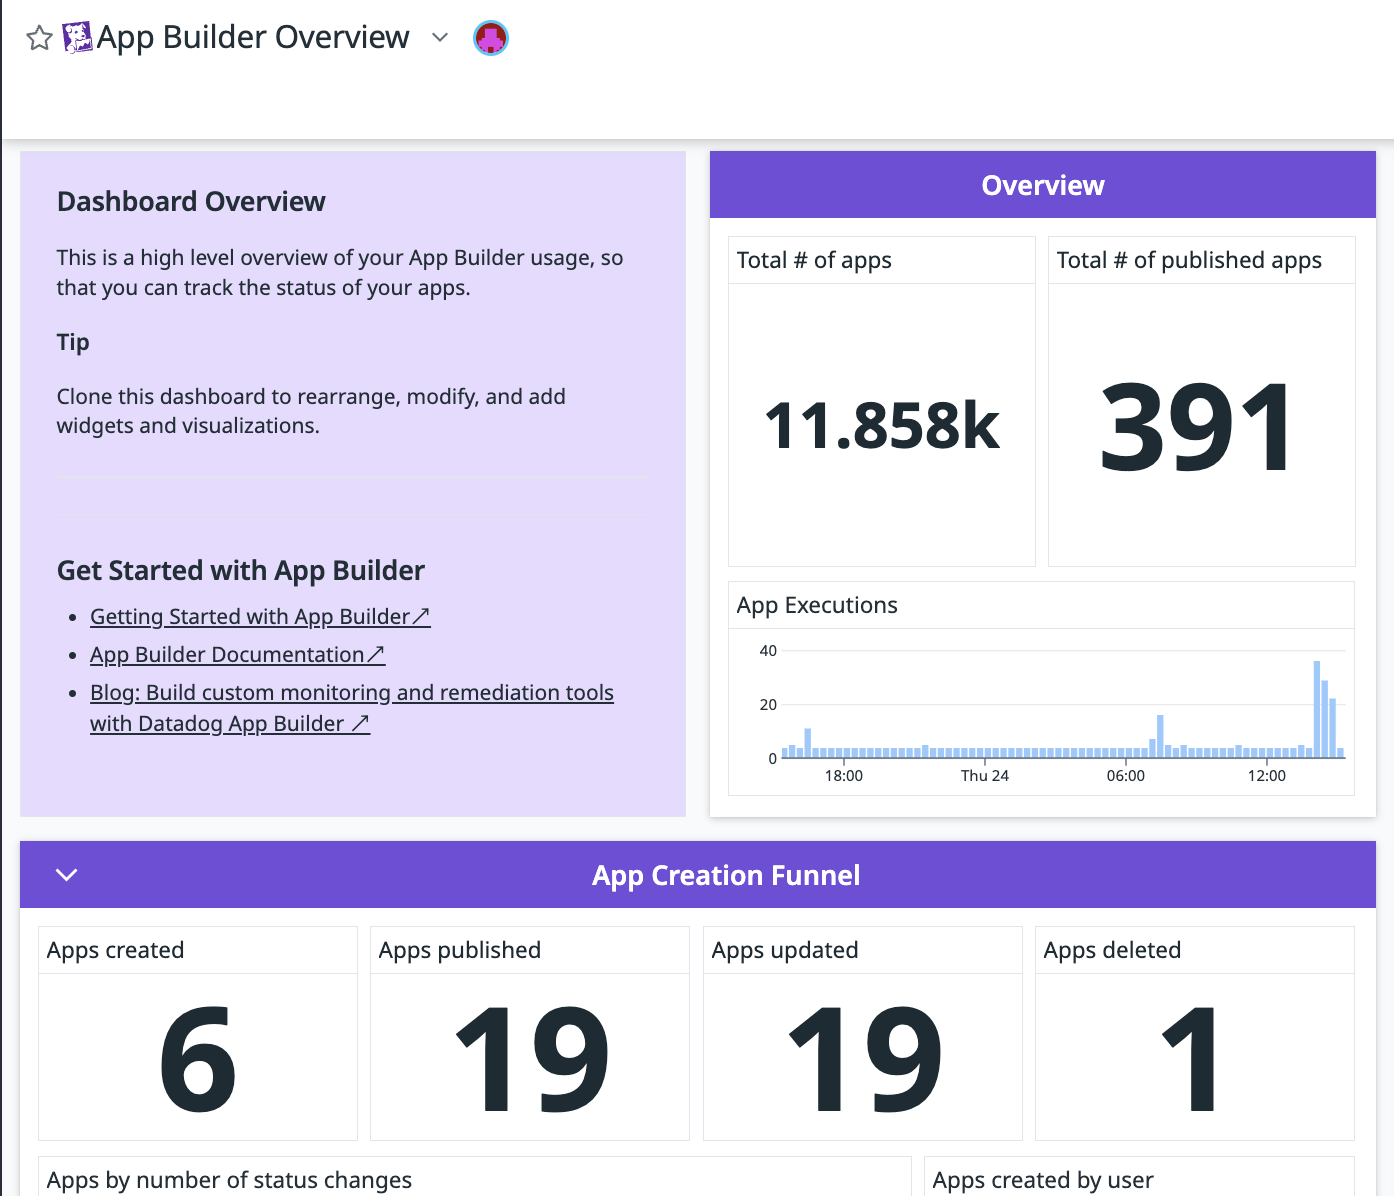 App Builder Overview
Dashboard Overview
This is a high level overview of your App Builder usage, so
that you can track the status of your apps.
Tip
Clone this dashboard to rearrange, modify, and add
widgets and visualizations.
Get Started with App Builder
• Getting Started with App Builder↗
• App Builder Documentation↗
• Blog: Build custom monitoring and remediation tools
with Datadog App Builder ↗
Overview
Total # of apps
11.858k
Total # of published apps
391
App Executions
40
20
0
18:00 Thu 24 06:00 12:00
App Creation Funnel
Apps created
6
Apps published
19
Apps updated
19
Apps deleted
1
Apps by number of status changes
Apps created by user